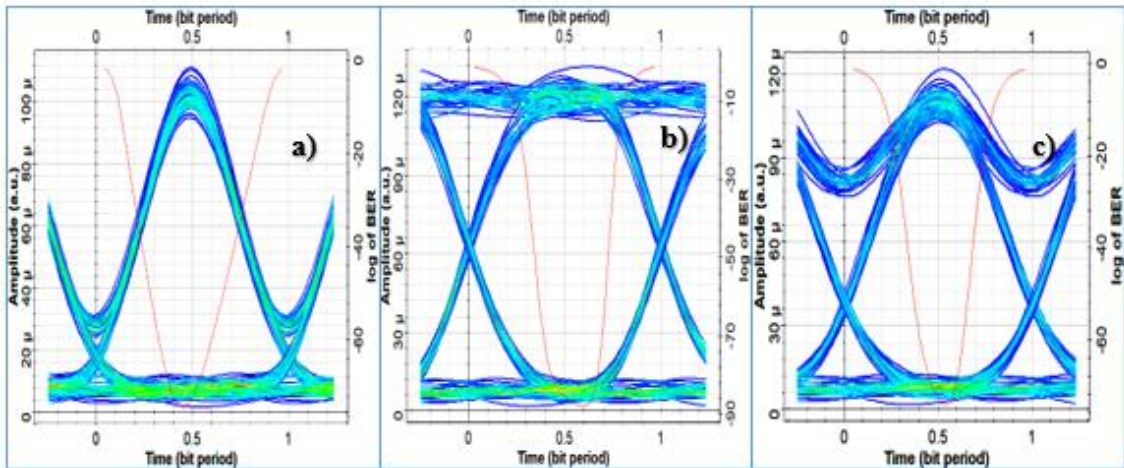 Time (bit period)
0 0.5 1
Amplitude (a.u.)
0 20 µ 40 µ 60 µ 80 µ 100 µ
a)
log of BER
0 -20 -40 -60
0 0.5 1
Time (bit period)
Time (bit period)
0 0.5 1
Amplitude (a.u.)
0 30 µ 60 µ 90 µ 120 µ
b)
log of BER
-10 -30 -50 -70 -90
0 0.5 1
Time (bit period)
Time (bit period)
0 0.5 1
Amplitude (a.u.)
0 30 µ 60 µ 90 µ 120 µ
c)
log of BER
0 -20 -40 -60
0 0.5 1
Time (bit period)